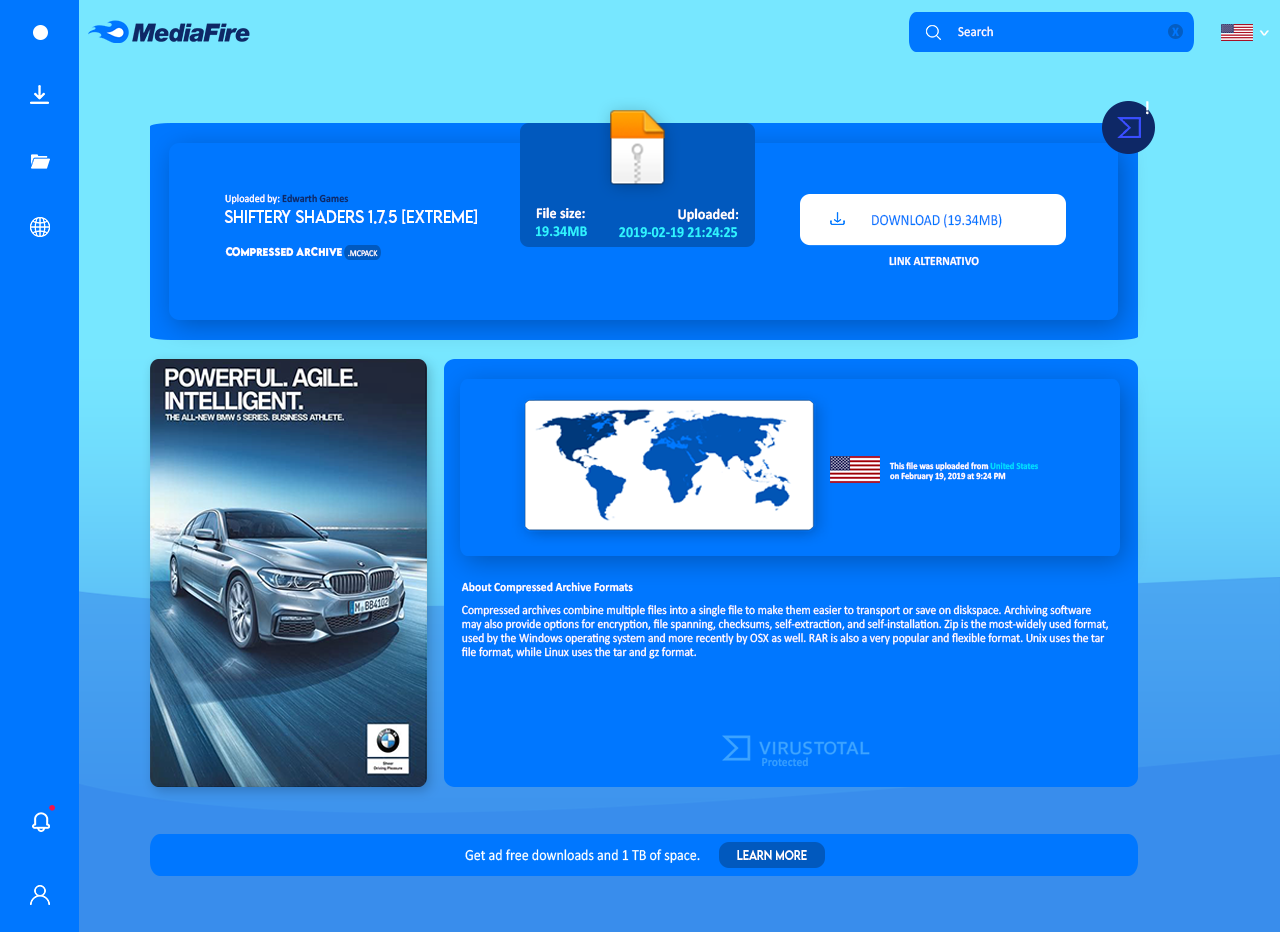 MediaFire
Search
X
!
Uploaded by: Edwarth Games
SHIFTERY SHADERS 1,7,5 [EXTREME]
COMPRESSED ARCHIVE .MCPACK
File size:
19.34MB
Uploaded:
2019-02-19 21:24:25
DOWNLOAD (19.34MB)
LINK ALTERNATIVO
POWERFUL. AGILE.
INTELLIGENT.
THE ALL-NEW BMW 5 SERIES. BUSINESS ATHLETE.
M BB4102
BMW
Sheer
Driving Pleasure
This file was uploaded from United States
on February 19, 2019 at 9:24 PM
About Compressed Archive Formats
Compressed archives combine multiple files into a single file to make them easier to transport or save on diskspace. Archiving software
may also provide options for encryption, file spanning, checksums, self-extraction, and self-installation. Zip is the most-widely used format,
used by the Windows operating system and more recently by OSX as well. RAR is also a very popular and flexible format. Unix uses the tar
file format, while Linux uses the tar and gz format.
VIRUSTOTAL
Protected
Get ad free downloads and 1 TB of space.
LEARN MORE